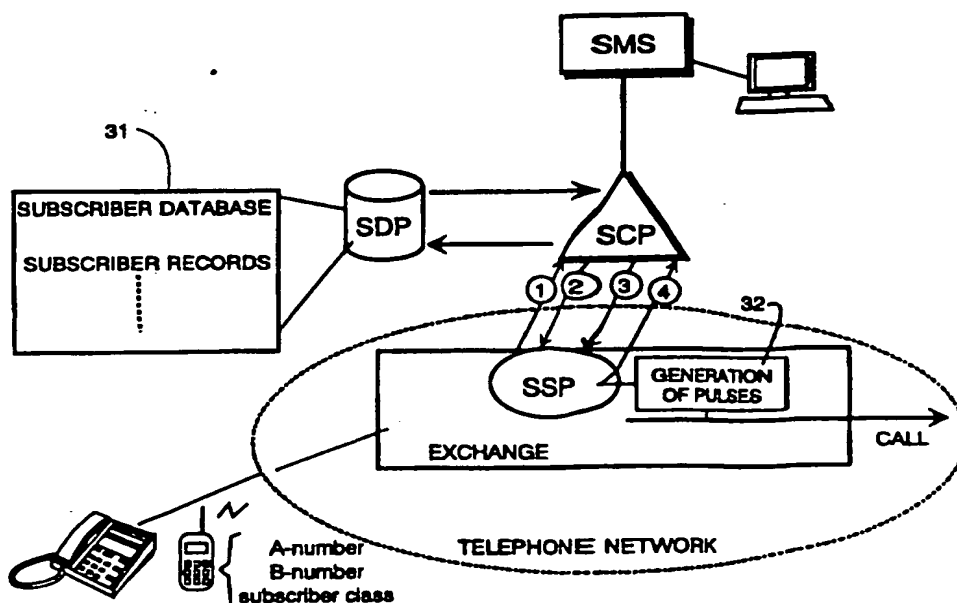 SMS
31
SUBSCRIBER DATABASE
SUBSCRIBER RECORDS
SDP
SCP
1
2
3
4
32
SSP
GENERATION
OF PULSES
CALL
EXCHANGE
TELEPHONE NETWORK
A-number
B-number
subscriber class